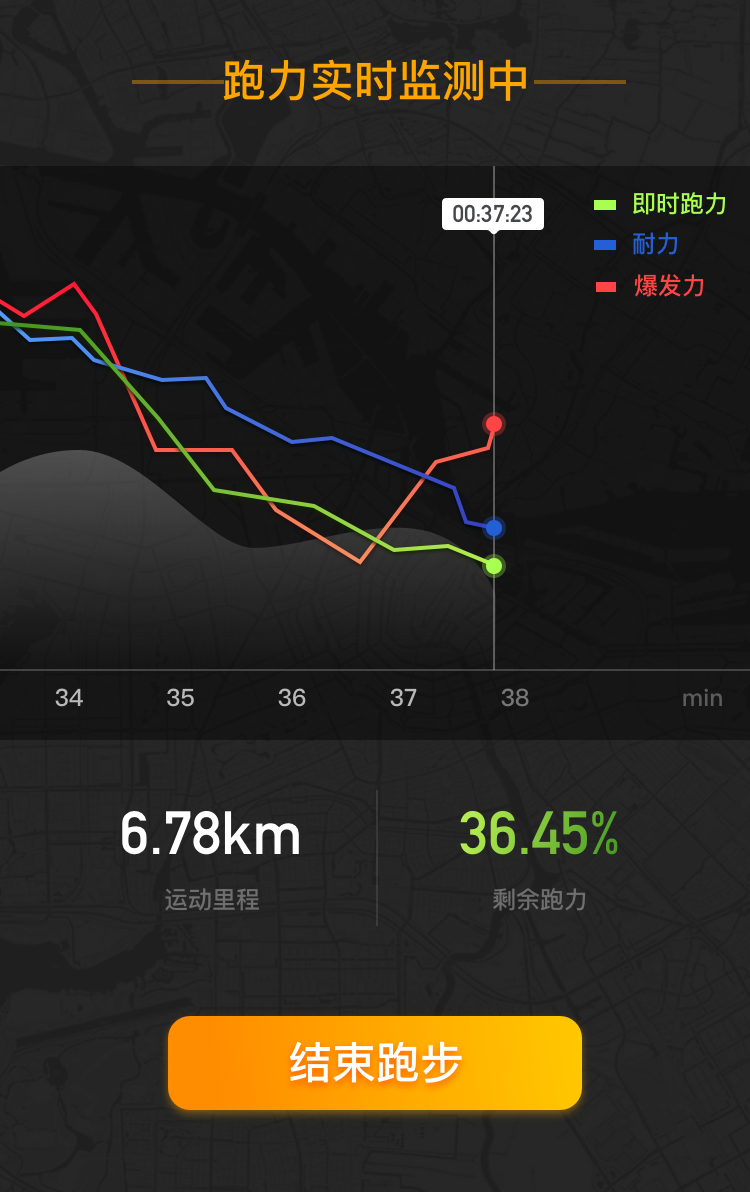 跑力实时监测中
00:37:23
即时跑力
耐力
爆发力
34 35 36 37 38 min
6.78km 36.45%
运动里程 剩余跑力
结束跑步